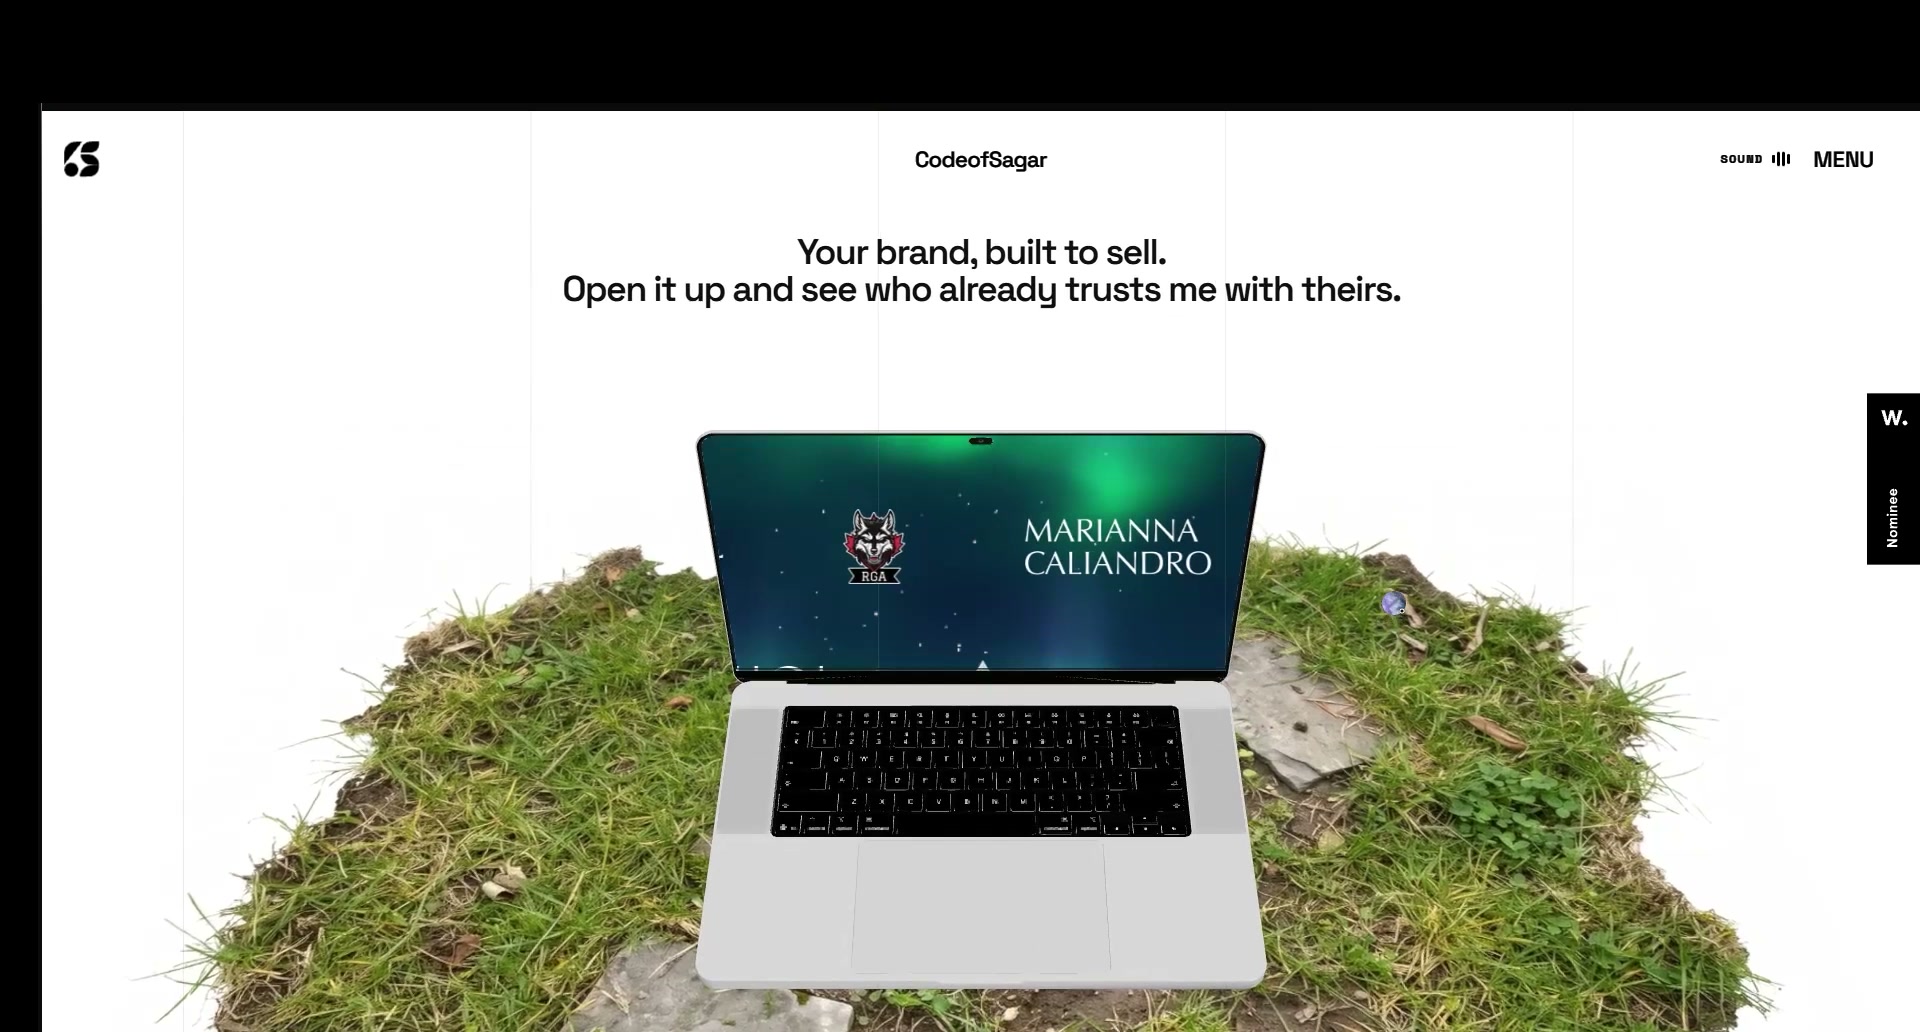 CodeofSagar
SOUND
MENU
Your brand, built to sell.
Open it up and see who already trusts me with theirs.
W.
Nominee
RGA
MARIANNA
CALIANDRO